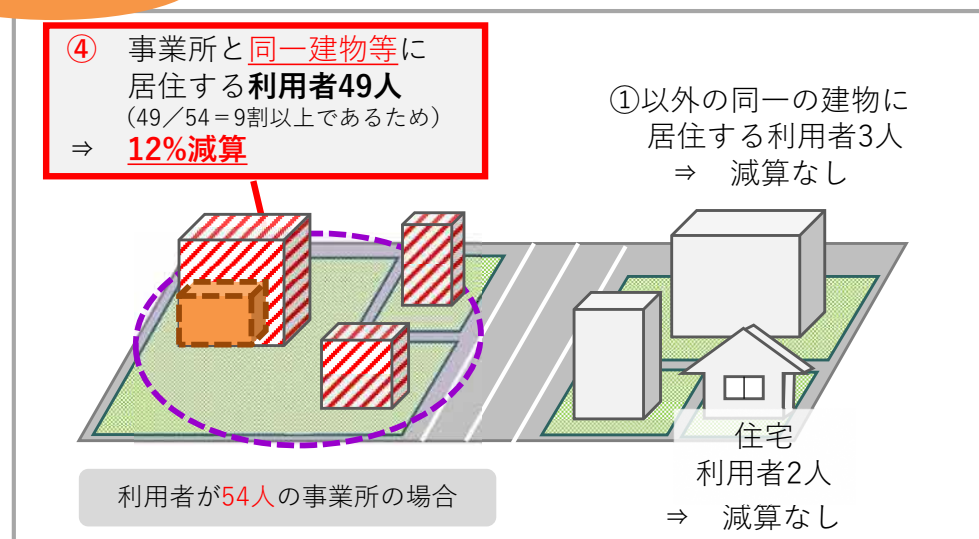 ④ 事業所と同一建物等に
居住する利用者49人
(49／54＝9割以上であるため)
⇒ 12%減算
①以外の同一の建物に
居住する利用者3人
⇒ 減算なし
住宅
利用者2人
⇒ 減算なし
利用者が54人の事業所の場合